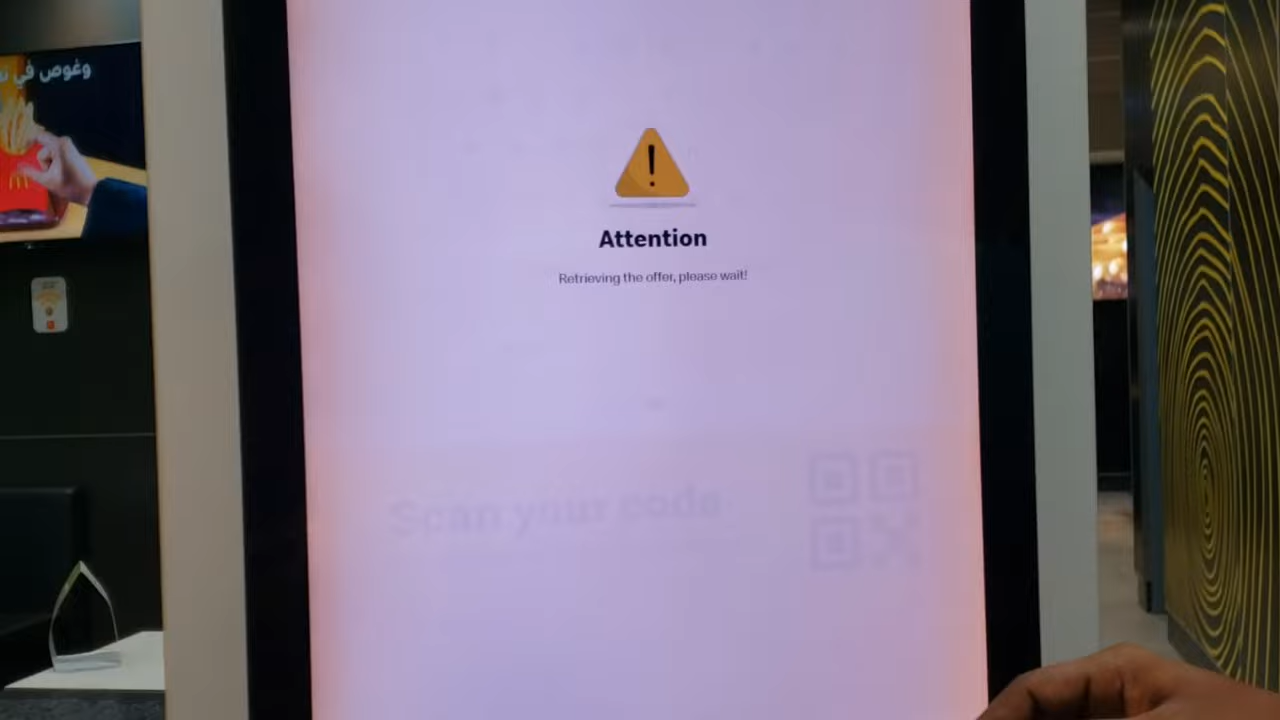 وغوص في
Attention
Retrieving the offer, please wait!
Scan your code